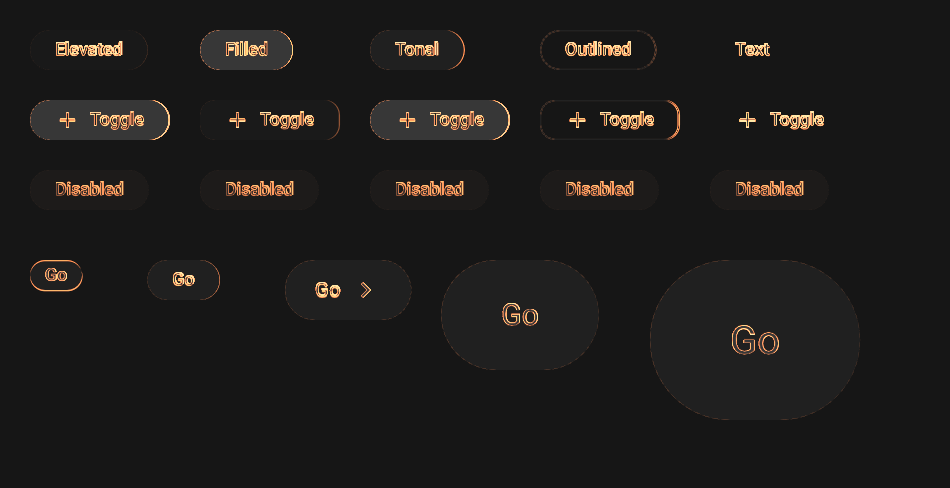 Elevated Filled Tonal Outlined Text
Toggle Toggle Toggle Toggle Toggle
Disabled Disabled Disabled Disabled Disabled
Go Go Go Go Go